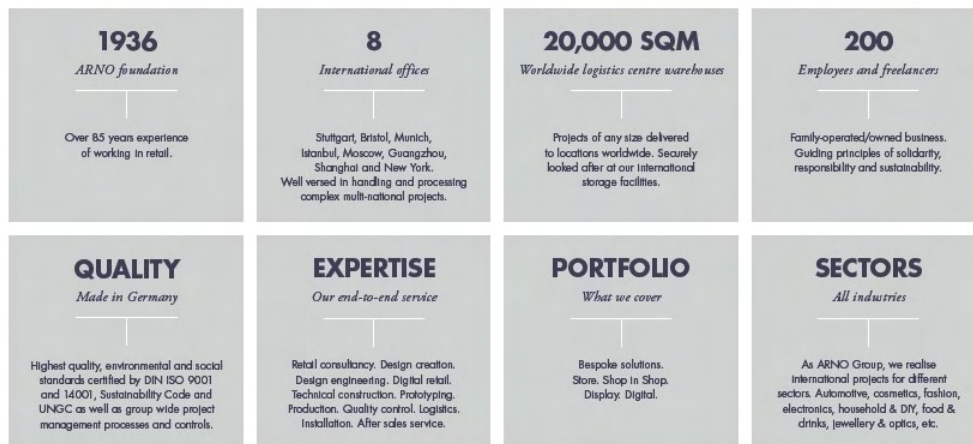 1936
ARNO foundation
Over 85 years experience
of working in retail.
8
International offices
Stuttgart, Bristol, Munich,
Istanbul, Moscow, Guangzhou,
Shanghai and New York.
Well versed in handling and processing
complex multi-national projects.
20,000 SQM
Worldwide logistics centre warehouses
Projects of any size delivered
to locations worldwide. Securely
looked after at our international
storage facilities.
200
Employees and freelancers
Family-operated/owned business.
Guiding principles of solidarity,
responsibility and sustainability.
QUALITY
Made in Germany
Highest quality, environmental and social
standards certified by DIN ISO 9001
and 14001, Sustainability Code and
UNGC as well as group wide project
management processes and controls.
EXPERTISE
Our end-to-end service
Retail consultancy. Design creation.
Design engineering. Digital retail.
Technical construction. Prototyping.
Production. Quality control. Logistics.
Installation. After sales service.
PORTFOLIO
What we cover
Bespoke solutions.
Store. Shop in Shop.
Display. Digital.
SECTORS
All industries
As ARNO Group, we realise
international projects for different
sectors. Automotive, cosmetics, fashion,
electronics, household & DIY, food &
drinks, jewellery & optics, etc.